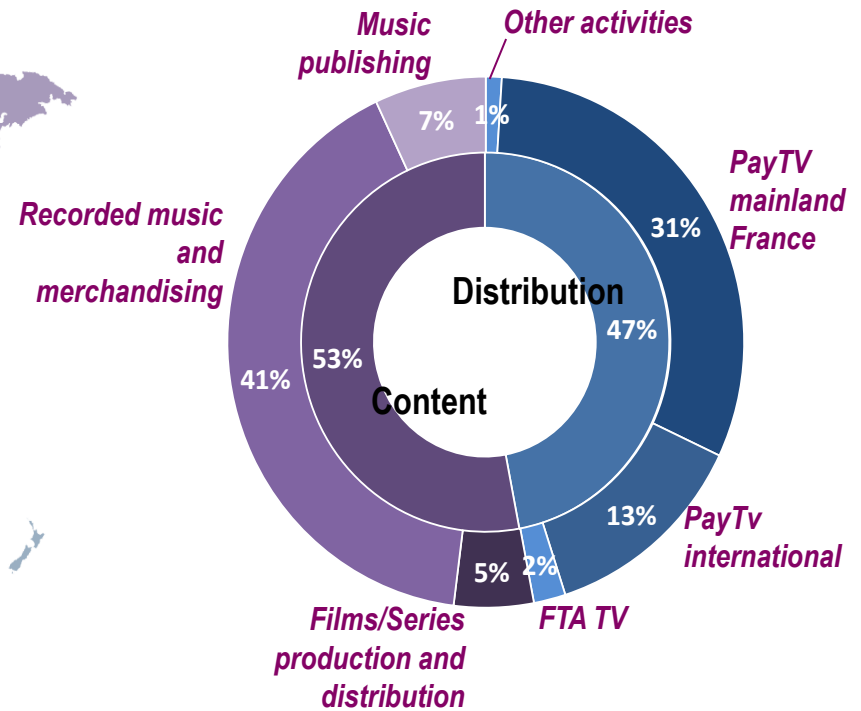 Music
publishing
Other activities
7%
1%
PayTV
mainland
France
31%
Recorded music
and
merchandising
Distribution
47%
53%
41%
Content
13%
PayTv
international
5%
2%
Films/Series
production and
distribution
FTA TV